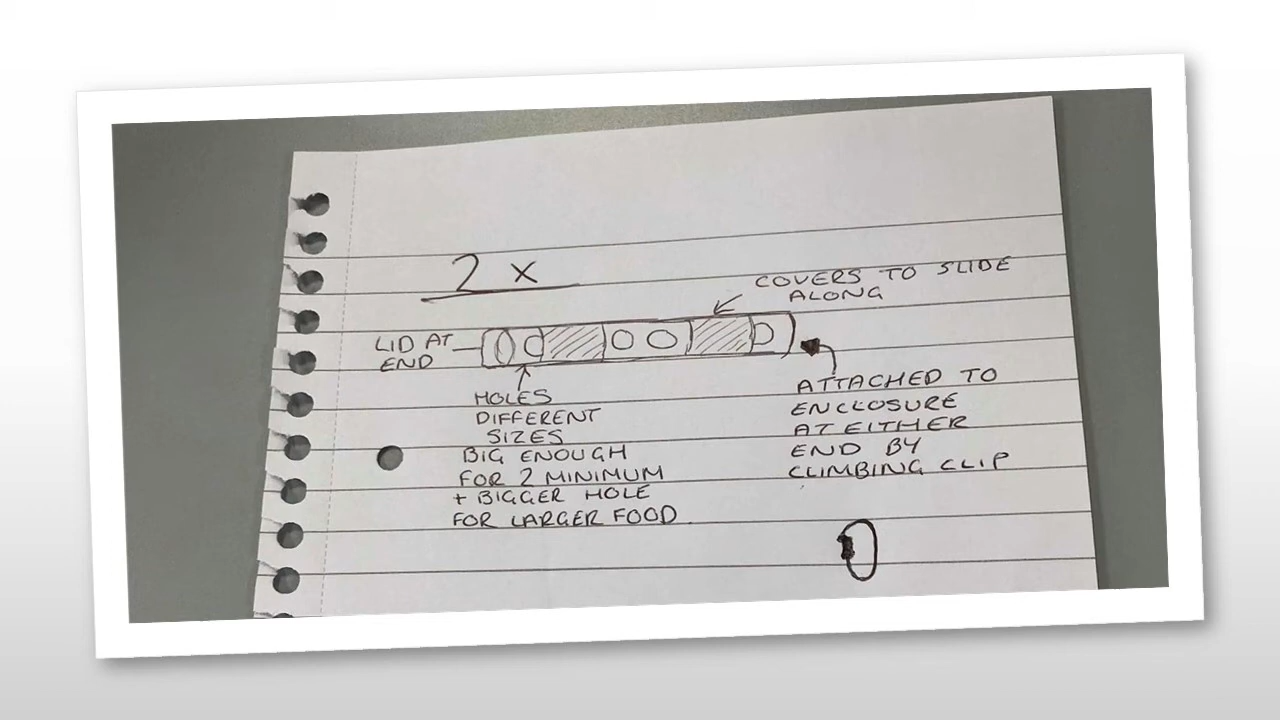 2 x
COVERS TO SLIDE
ALONG
LID AT
END
HOLES
DIFFERENT
SIZES
BIG ENOUGH
FOR 2 MINIMUM
+ BIGGER HOLE
FOR LARGER FOOD
ATTACHED TO
ENCLOSURE
AT EITHER
END BY
CLIMBING CLIP